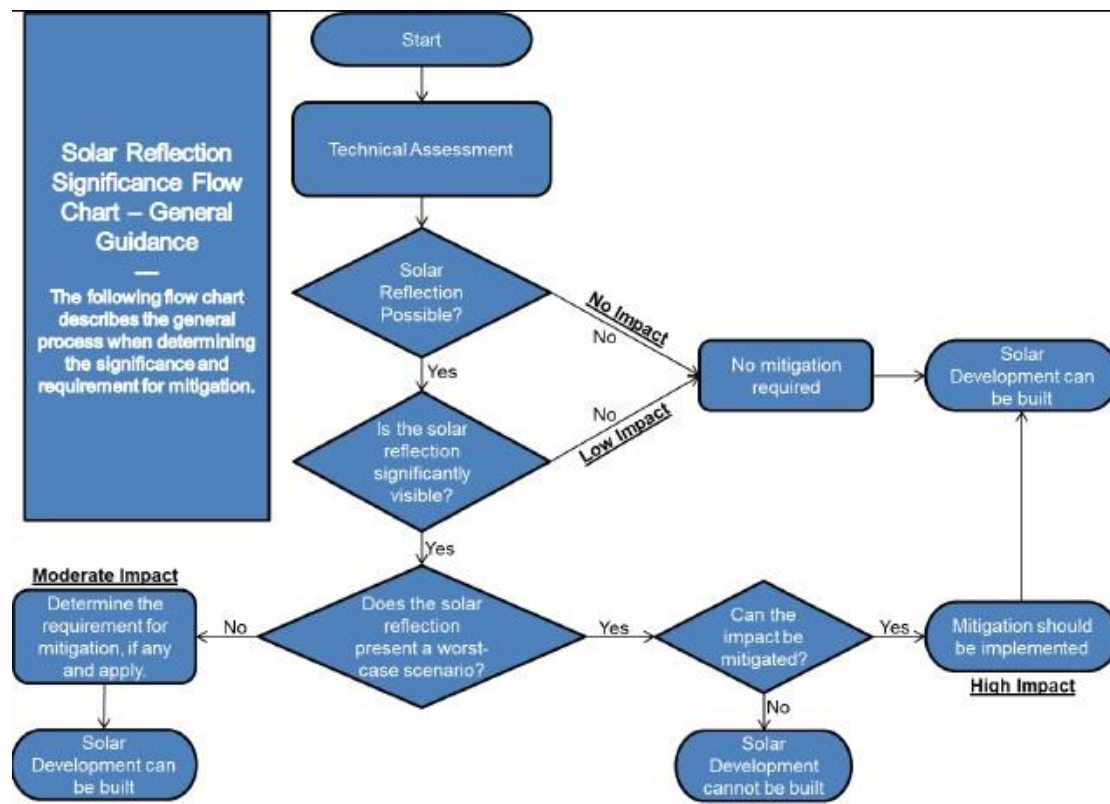 Solar Reflection
Significance Flow
Chart – General
Guidance
—
The following flow chart
describes the general
process when determining
the significance and
requirement for mitigation.
Start
Technical Assessment
Solar
Reflection
Possible?
No Impact
No
Yes
No mitigation
required
Solar
Development can
be built
Is the solar
reflection
significantly
visible?
No
Low Impact
Yes
Moderate Impact
Determine the
requirement for
mitigation, if any
and apply.
No
Does the solar
reflection
present a worst-
case scenario?
Yes
Can the
impact be
mitigated?
Yes
Mitigation should
be implemented
High Impact
No
Solar
Development can
be built
Solar
Development
cannot be built